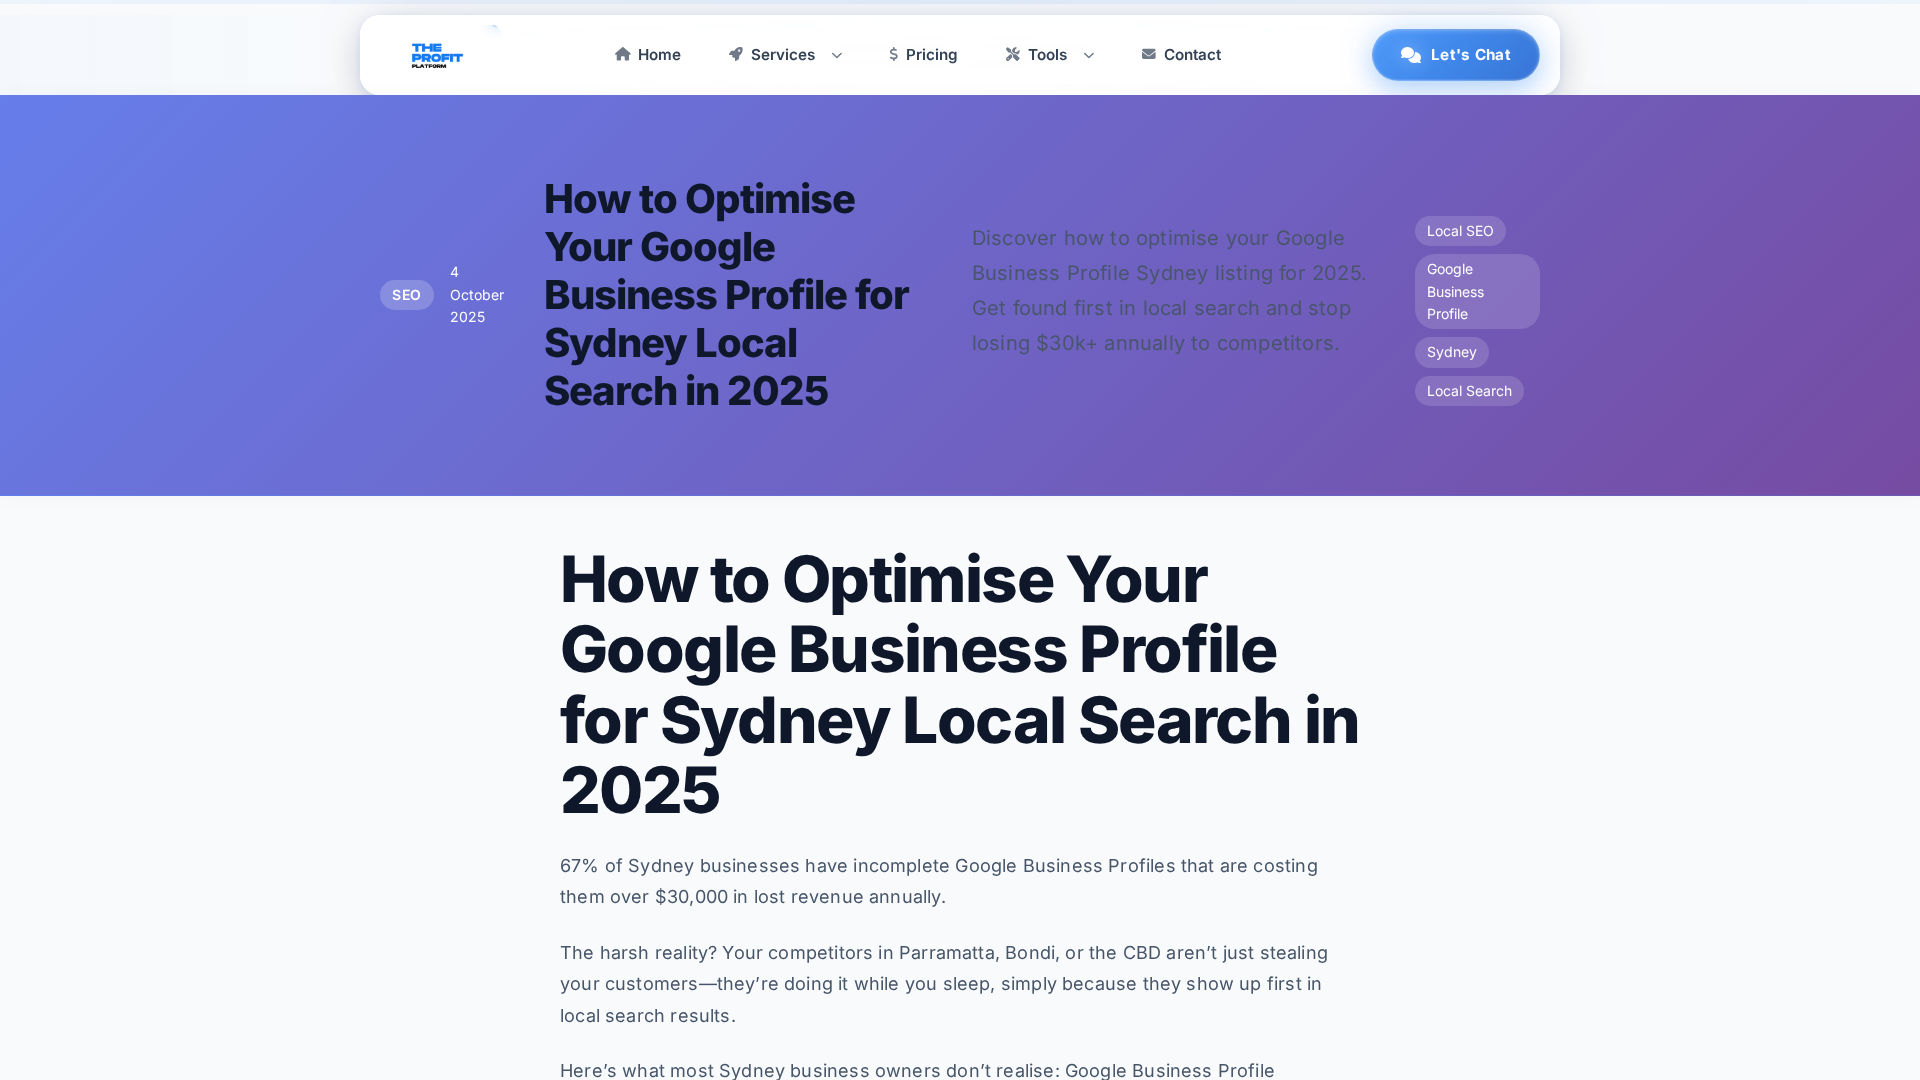 THE
PROFIT
PLATFORM
Home
Services
Pricing
Tools
Contact
Let's Chat
SEO
4
October
2025
How to Optimise
Your Google
Business Profile for
Sydney Local
Search in 2025
Discover how to optimise your Google
Business Profile Sydney listing for 2025.
Get found first in local search and stop
losing $30k+ annually to competitors.
Local SEO
Google
Business
Profile
Sydney
Local Search
How to Optimise Your
Google Business Profile
for Sydney Local Search in
2025
67% of Sydney businesses have incomplete Google Business Profiles that are costing
them over $30,000 in lost revenue annually.
The harsh reality? Your competitors in Parramatta, Bondi, or the CBD aren’t just stealing
your customers—they’re doing it while you sleep, simply because they show up first in
local search results.
Here’s what most Sydney business owners don’t realise: Google Business Profile